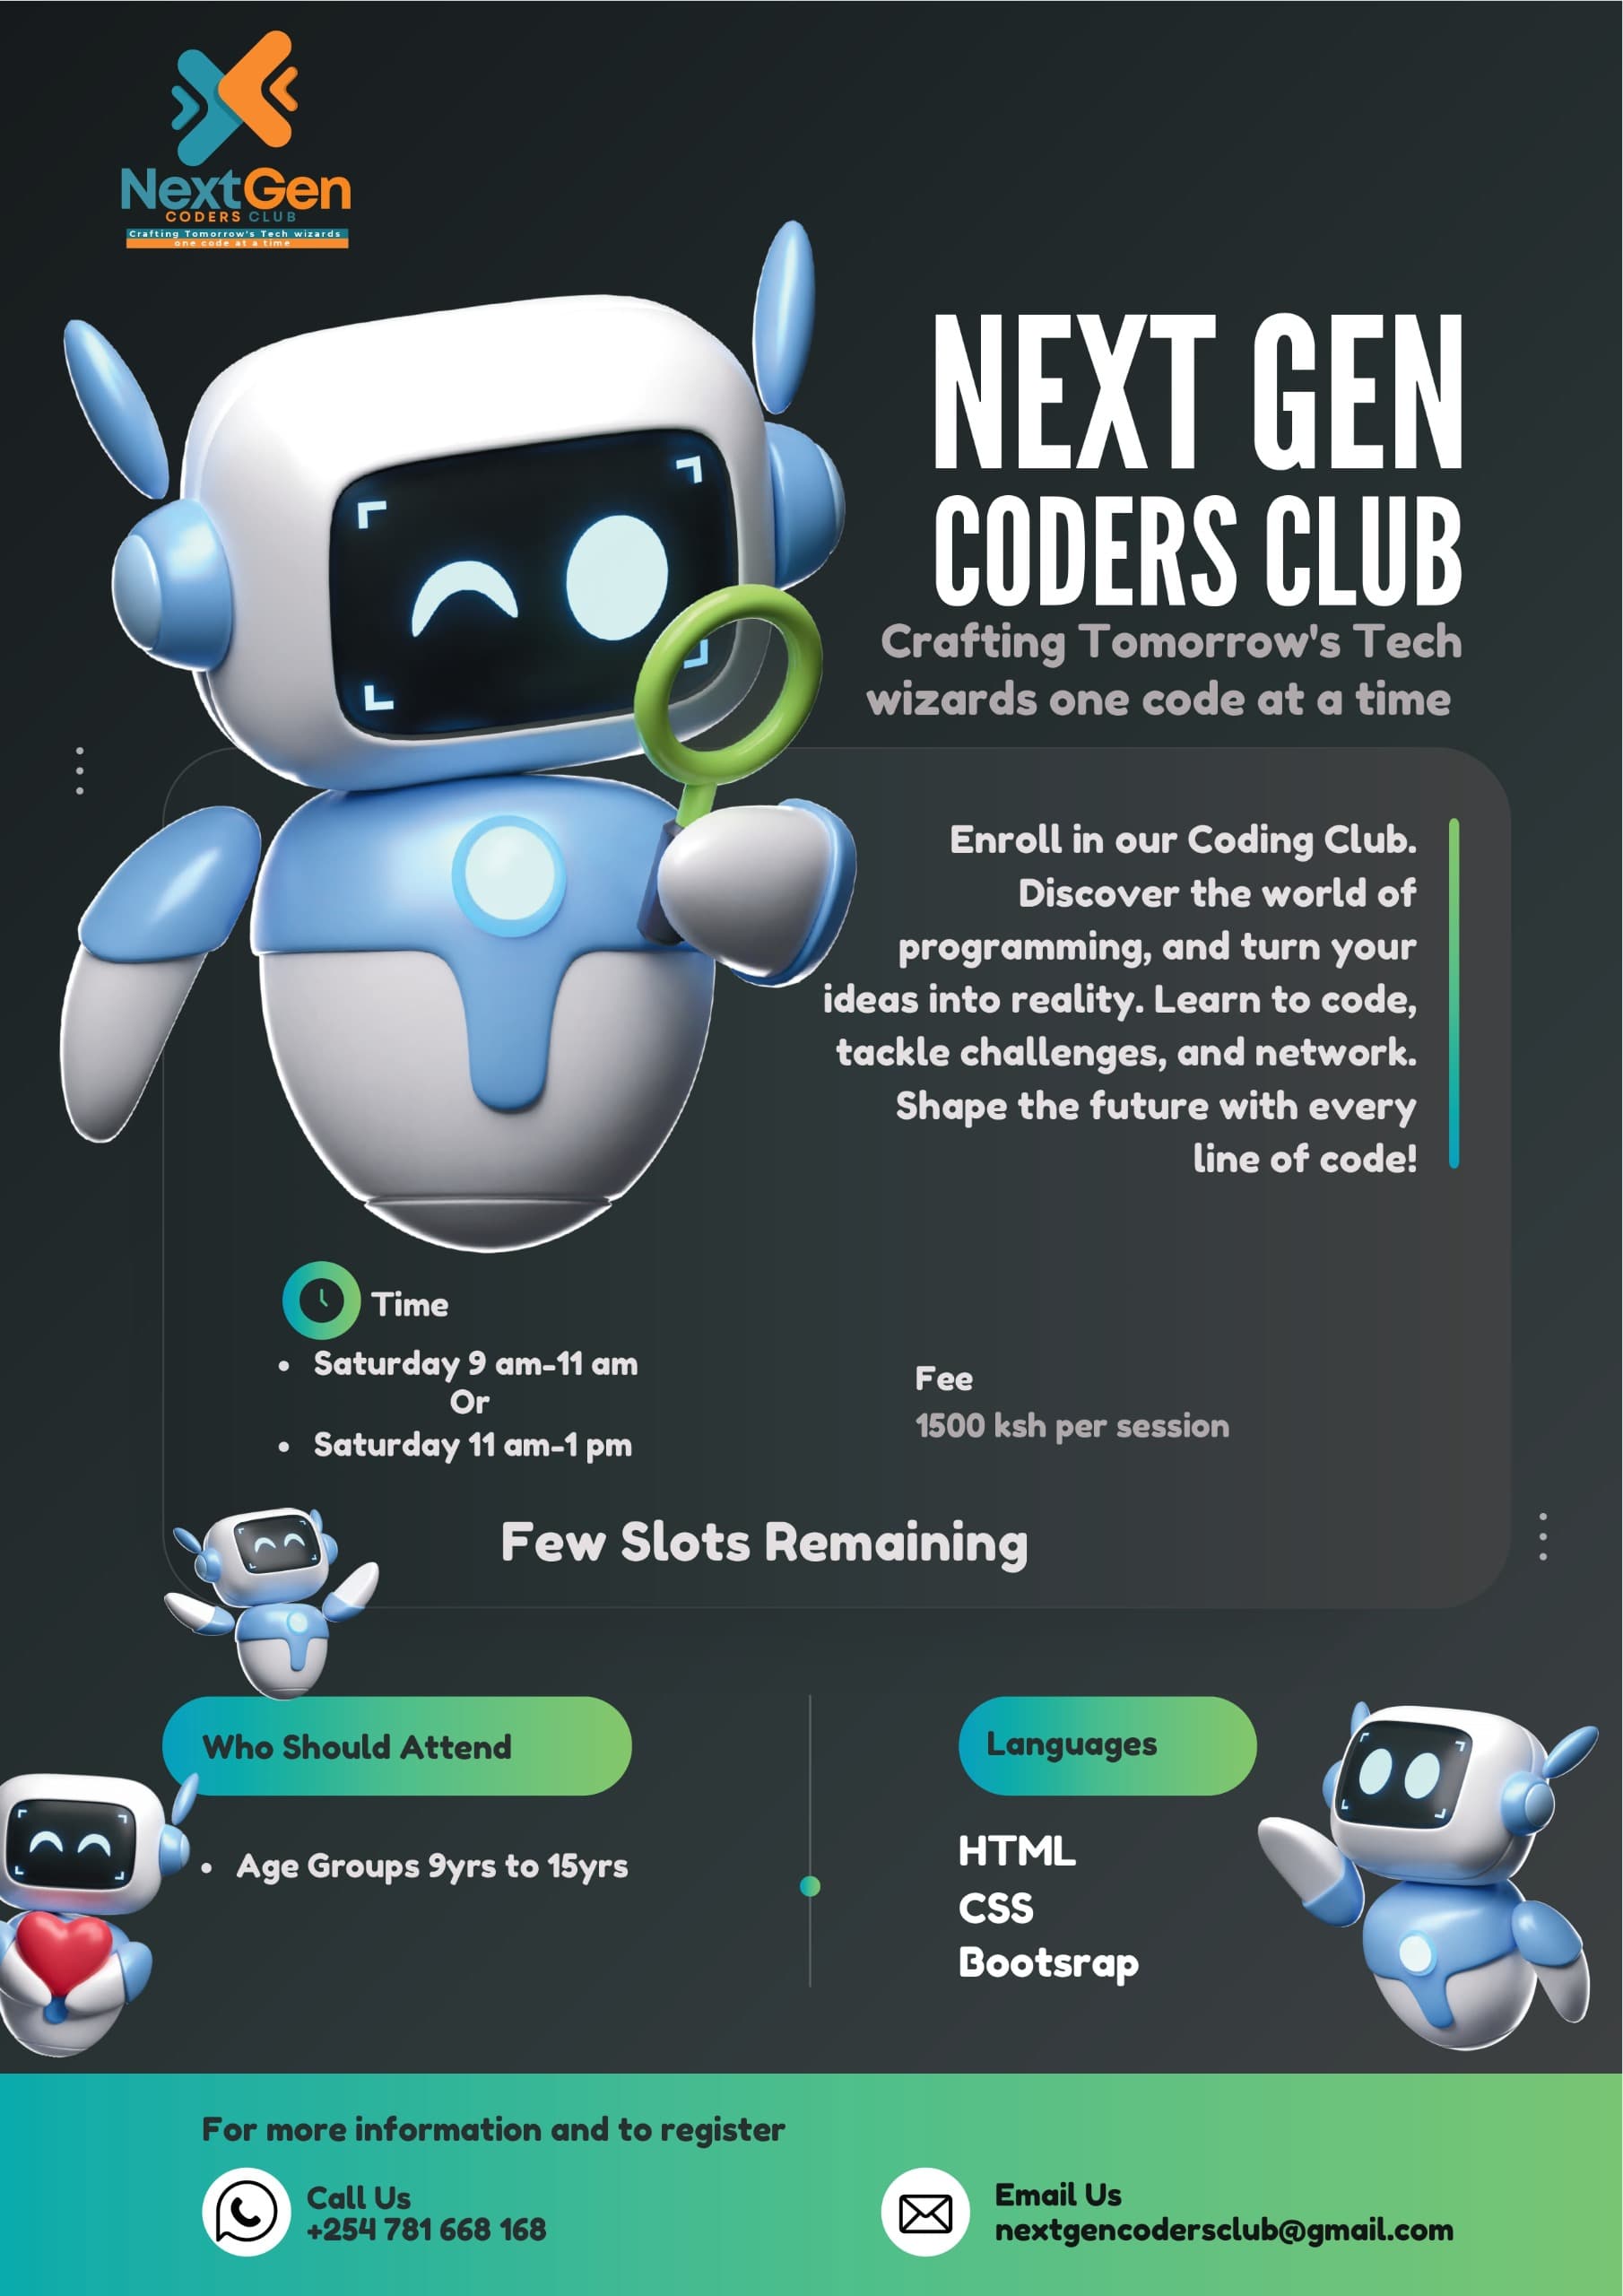 NextGen
CODERS CLUB
Crafting Tomorrow's Tech wizards
one code at a time
NEXT GEN
CODERS CLUB
Crafting Tomorrow's Tech
wizards one code at a time
Enroll in our Coding Club.
Discover the world of
programming, and turn your
ideas into reality. Learn to code,
tackle challenges, and network.
Shape the future with every
line of code!
Time
• Saturday 9 am-11 am
Or
• Saturday 11 am-1 pm
Fee
1500 ksh per session
Few Slots Remaining
Who Should Attend
• Age Groups 9yrs to 15yrs
Languages
HTML
CSS
Bootsrap
For more information and to register
Call Us
+254 781 668 168
Email Us
nextgencodersclub@gmail.com